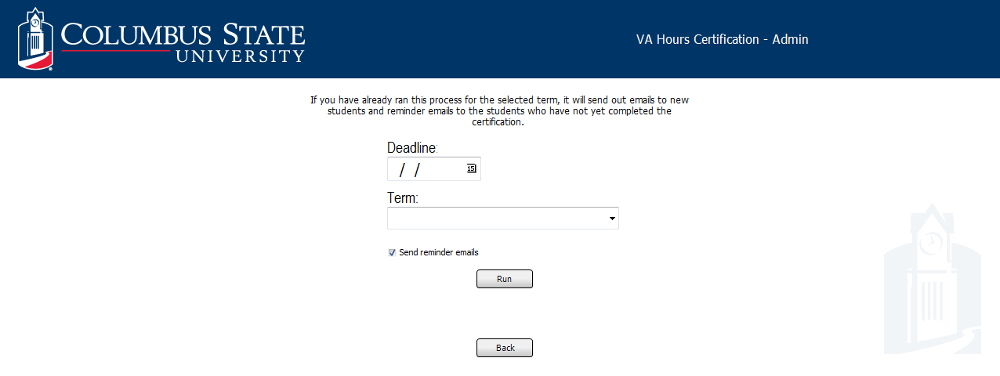 COLUMBUS STATE
UNIVERSITY
VA Hours Certification - Admin
If you have already ran this process for the selected term, it will send out emails to new
students and reminder emails to the students who have not yet completed the
certification.
Deadline:
/ /
15
Term:
Send reminder emails
Run
Back